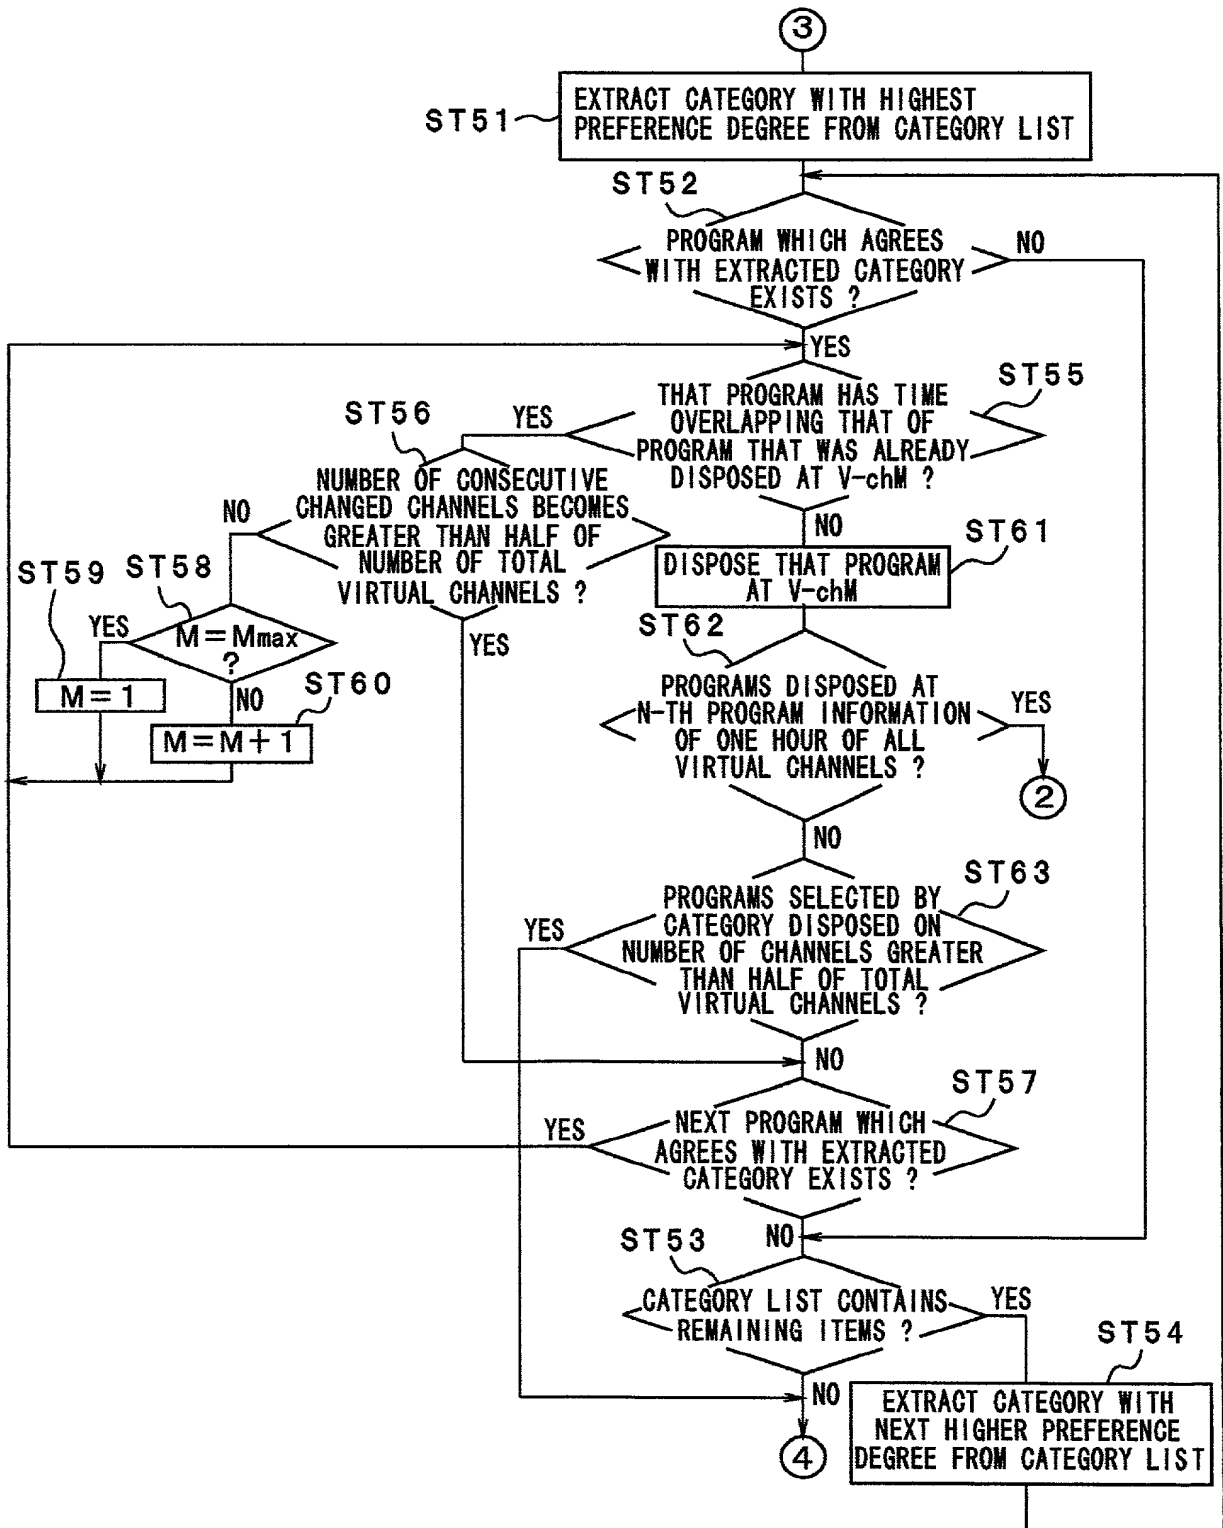 3
ST51
EXTRACT CATEGORY WITH HIGHEST
PREFERENCE DEGREE FROM CATEGORY LIST
ST52
PROGRAM WHICH AGREES
WITH EXTRACTED CATEGORY
EXISTS ?
NO
YES
ST55
THAT PROGRAM HAS TIME
OVERLAPPING THAT OF
PROGRAM THAT WAS ALREADY
DISPOSED AT V-chM ?
YES
NO
ST56
NUMBER OF CONSECUTIVE
CHANGED CHANNELS BECOMES
GREATER THAN HALF OF
NUMBER OF TOTAL
VIRTUAL CHANNELS ?
NO
YES
ST58
M=Mmax
?
YES
NO
ST59
M=1
ST60
M=M+1
ST61
DISPOSE THAT PROGRAM
AT V-chM
ST62
PROGRAMS DISPOSED AT
N-TH PROGRAM INFORMATION
OF ONE HOUR OF ALL
VIRTUAL CHANNELS ?
YES
2
NO
ST63
PROGRAMS SELECTED BY
CATEGORY DISPOSED ON
NUMBER OF CHANNELS GREATER
THAN HALF OF TOTAL
VIRTUAL CHANNELS ?
YES
NO
ST57
NEXT PROGRAM WHICH
AGREES WITH EXTRACTED
CATEGORY EXISTS ?
YES
NO
ST53
CATEGORY LIST CONTAINS
REMAINING ITEMS ?
YES
NO
4
ST54
EXTRACT CATEGORY WITH
NEXT HIGHER PREFERENCE
DEGREE FROM CATEGORY LIST